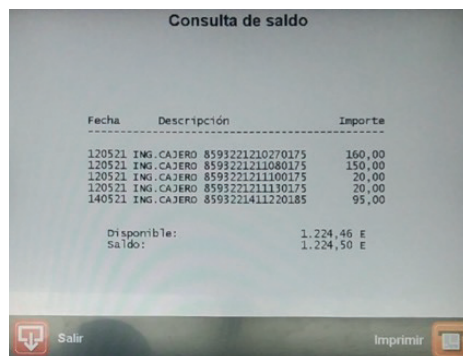 Consulta de saldo
Fecha Descripción Importe
120521 ING.CAJERO 8593221210270175 160,00
120521 ING.CAJERO 8593221211080175 150,00
120521 ING.CAJERO 8593221211100175 20,00
120521 ING.CAJERO 8593221211130175 20,00
140521 ING.CAJERO 8593221411220185 95,00
Disponible: 1.224,46 E
Saldo: 1.224,50 E
Salir Imprimir